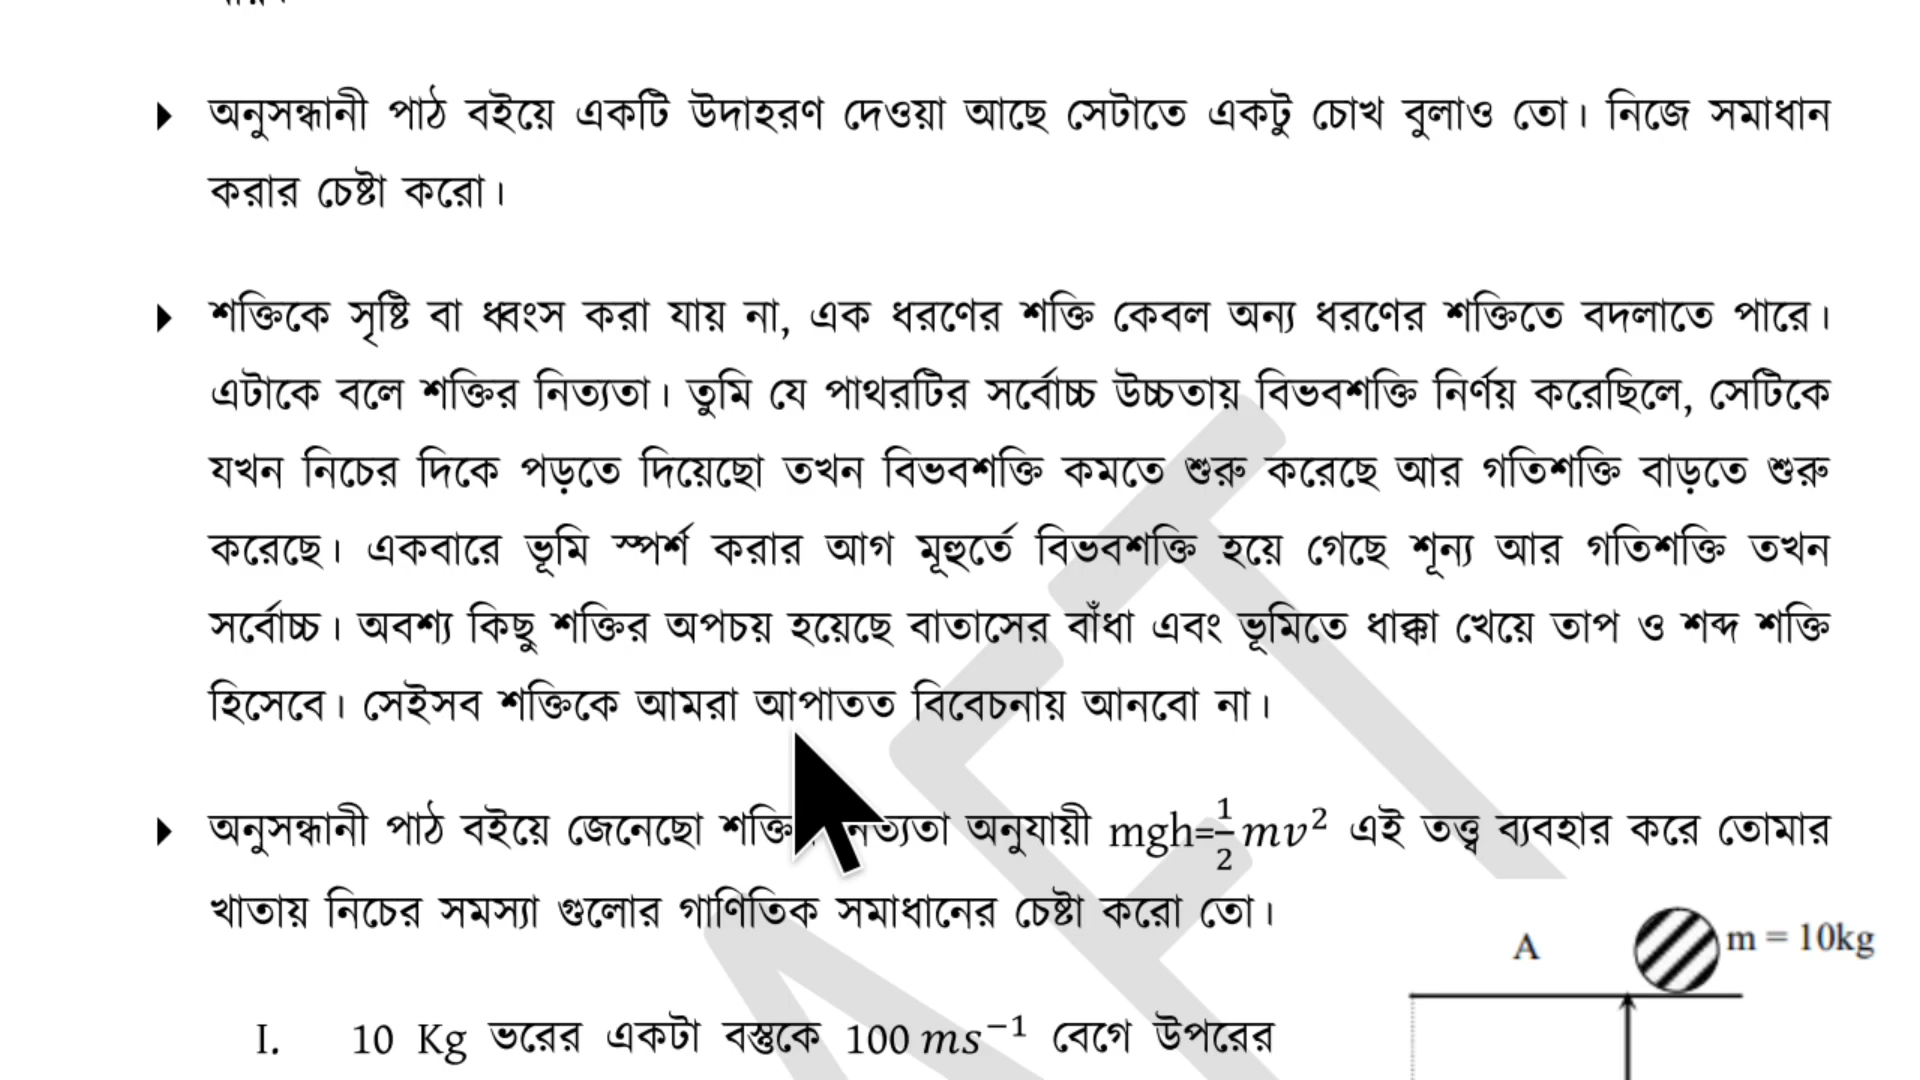 ▶ অনুসন্ধানী পাঠ বইয়ে একটি উদাহরণ দেওয়া আছে সেটাতে একটু চোখ বুলাও তো। নিজে সমাধান
করার চেষ্টা করো।
▶ শক্তিকে সৃষ্টি বা ধ্বংস করা যায় না, এক ধরণের শক্তি কেবল অন্য ধরণের শক্তিতে বদলাতে পারে।
এটাকে বলে শক্তির নিত্যতা। তুমি যে পাথরটির সর্বোচ্চ উচ্চতায় বিভবশক্তি নির্ণয় করেছিলে, সেটিকে
যখন নিচের দিকে পড়তে দিয়েছো তখন বিভবশক্তি কমতে শুরু করেছে আর গতিশক্তি বাড়তে শুরু
করেছে। একবারে ভূমি স্পর্শ করার আগ মূহুর্তে বিভবশক্তি হয়ে গেছে শূন্য আর গতিশক্তি তখন
সর্বোচ্চ। অবশ্য কিছু শক্তির অপচয় হয়েছে বাতাসের বাঁধা এবং ভূমিতে ধাক্কা খেয়ে তাপ ও শব্দ শক্তি
হিসেবে। সেইসব শক্তিকে আমরা আপাতত বিবেচনায় আনবো না।
▶ অনুসন্ধানী পাঠ বইয়ে জেনেছো অনুযায়ী mgh=½mv² এই তত্ত্ব ব্যবহার করে তোমার
খাতায় নিচের সমস্যা গুলোর গাণিতিক সমাধানের চেষ্টা করো তো।
A m = 10kg
I. 10 Kg ভরের একটা বস্তুকে 100 ms⁻¹ বেগে উপরের